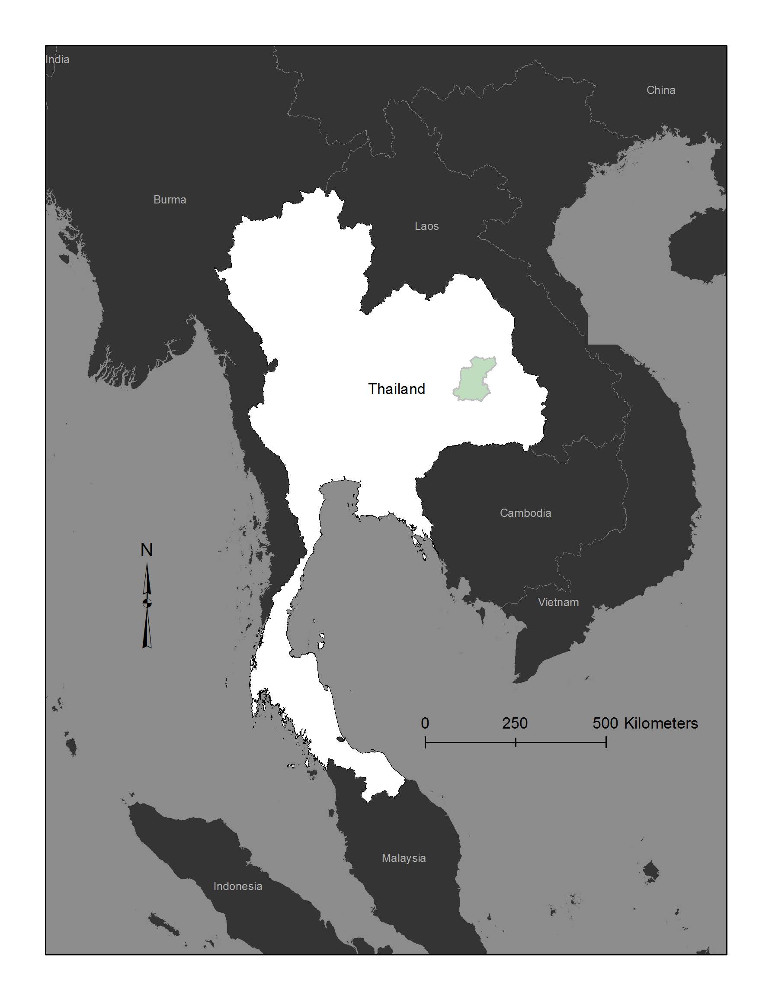 India
China
Burma
Laos
Thailand
Cambodia
N
Vietnam
0 250 500 Kilometers
Malaysia
Indonesia